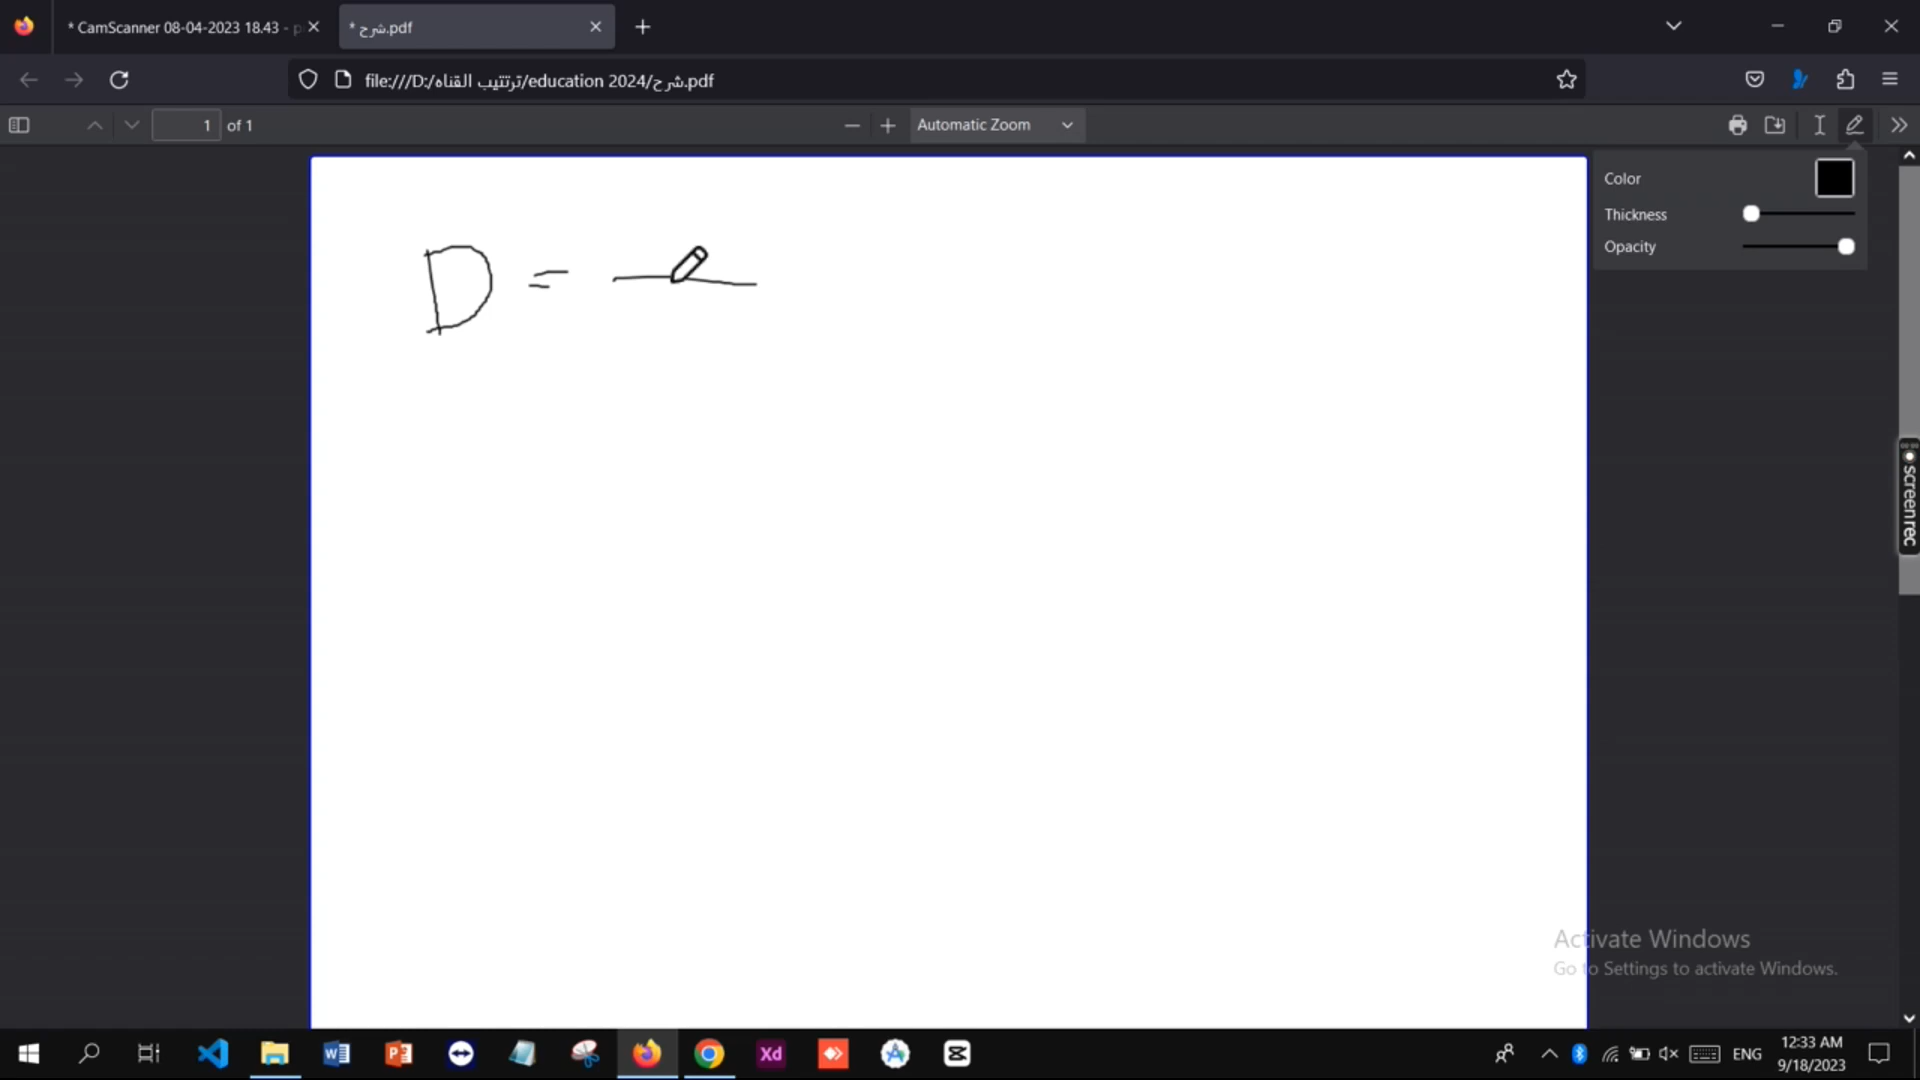 * CamScanner 08-04-2023 18.43 - p
* شرح.pdf
file:///D:/ترتتيب القناه/education 2024/شرح.pdf
1 of 1
Automatic Zoom
Color
Thickness
Opacity
D =
screenrec
Activate Windows
Go to Settings to activate Windows.
W
P
Xd
ENG
12:33 AM
9/18/2023